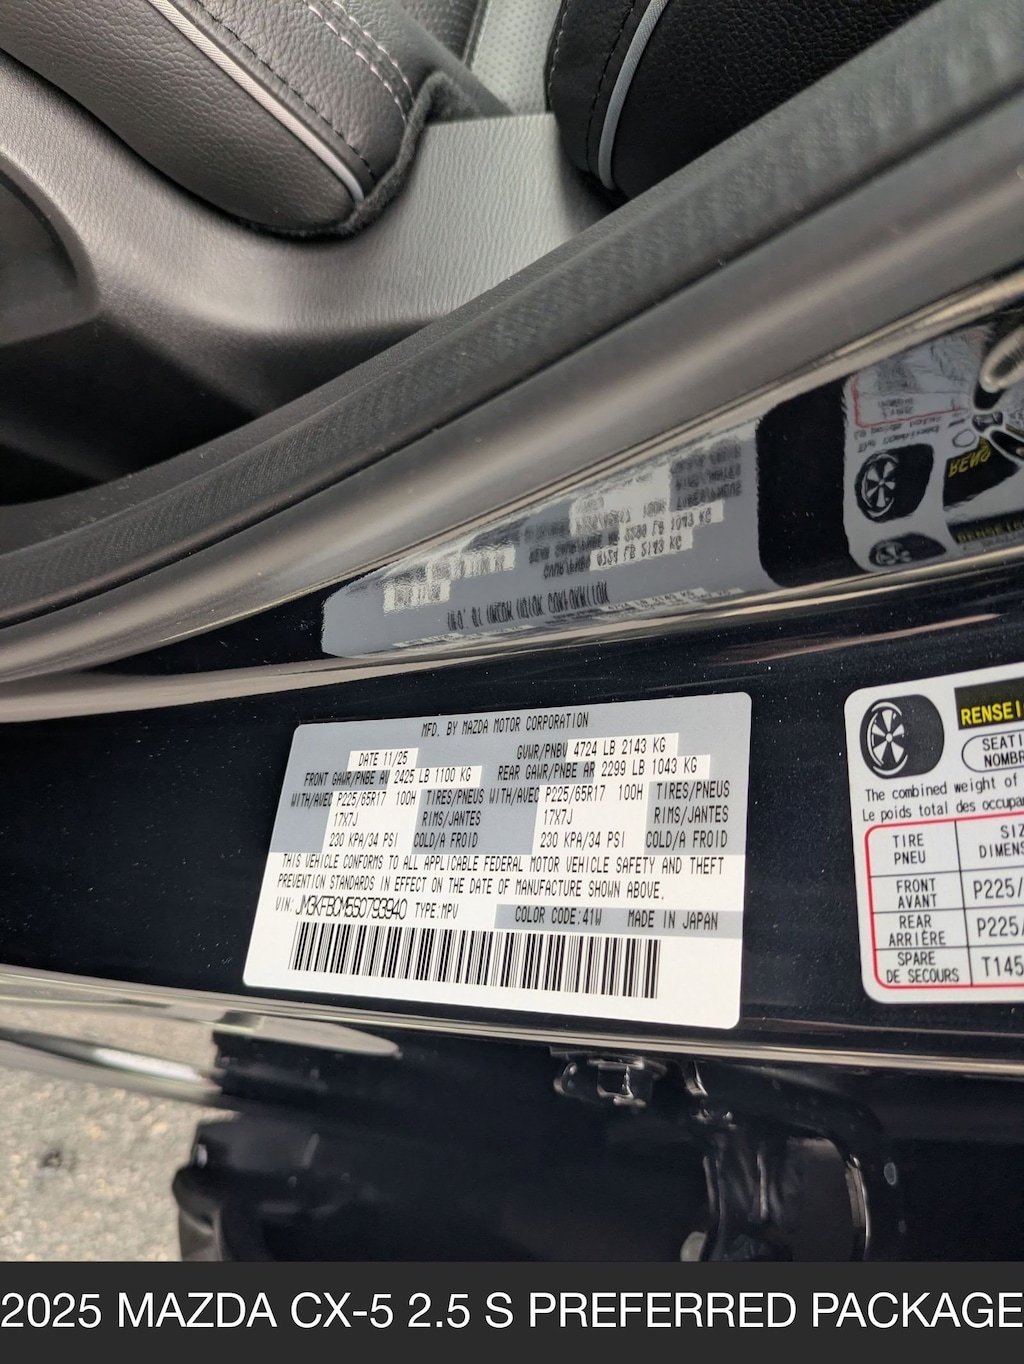 MFD. BY MAZDA MOTOR CORPORATION
DATE 11/25
GVWR/PNBV 4724 LB 2143 KG
FRONT GAWR/PNBE AV 2425 LB 1100 KG
REAR GAWR/PNBE AR 2299 LB 1043 KG
WITH/AVEC P225/65R17 100H TIRES/PNEUS
WITH/AVEC P225/65R17 100H TIRES/PNEUS
17X7J RIMS/JANTES
17X7J RIMS/JANTES
230 KPA/34 PSI COLD/A FROID
230 KPA/34 PSI COLD/A FROID
THIS VEHICLE CONFORMS TO ALL APPLICABLE FEDERAL MOTOR VEHICLE SAFETY AND THEFT
PREVENTION STANDARDS IN EFFECT ON THE DATE OF MANUFACTURE SHOWN ABOVE.
VIN: JM3KFBCM5S0793940 TYPE:MPV
COLOR CODE:41W MADE IN JAPAN
RENSEI
SEATI
NOMBR
The combined weight of
Le poids total des occupa
TIRE
PNEU
SIZ
DIMENS
FRONT
AVANT
P225/
REAR
ARRIÈRE
P225/
SPARE
DE SECOURS
T145
2025 MAZDA CX-5 2.5 S PREFERRED PACKAGE